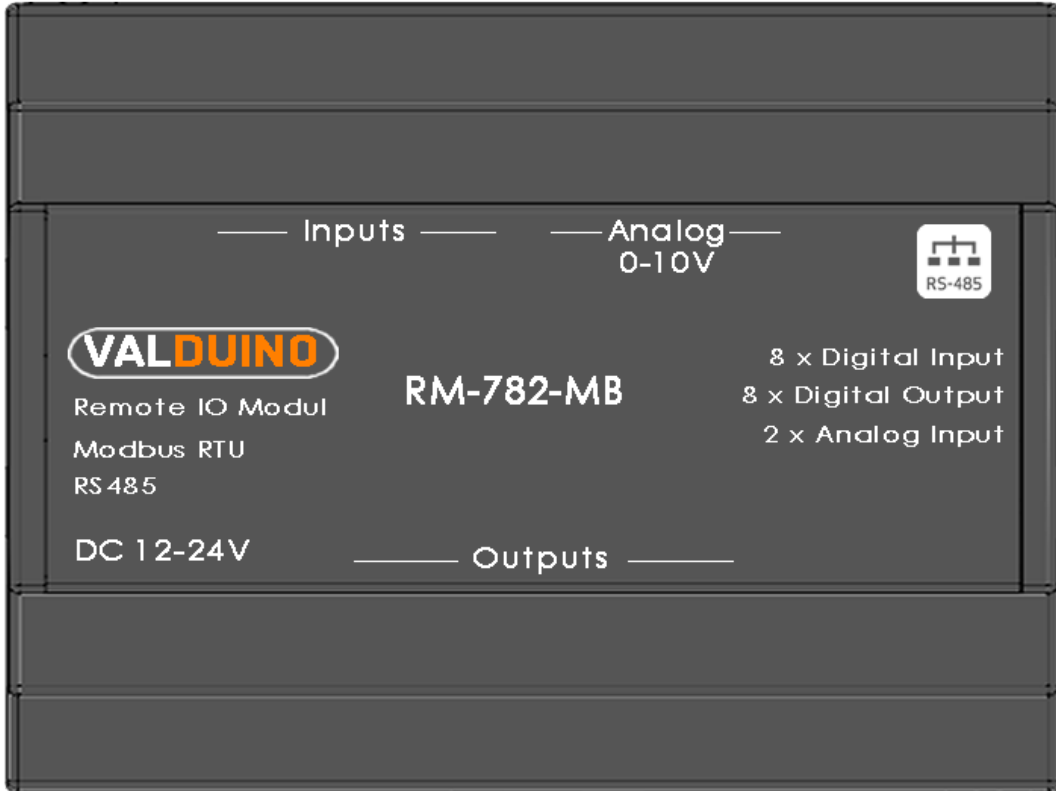 Inputs
Analog
0-10V
RS-485
VALDUINO
Remote IO Modul
Modbus RTU
RS485
DC 12-24V
RM-782-MB
8 x Digital Input
8 x Digital Output
2 x Analog Input
Outputs